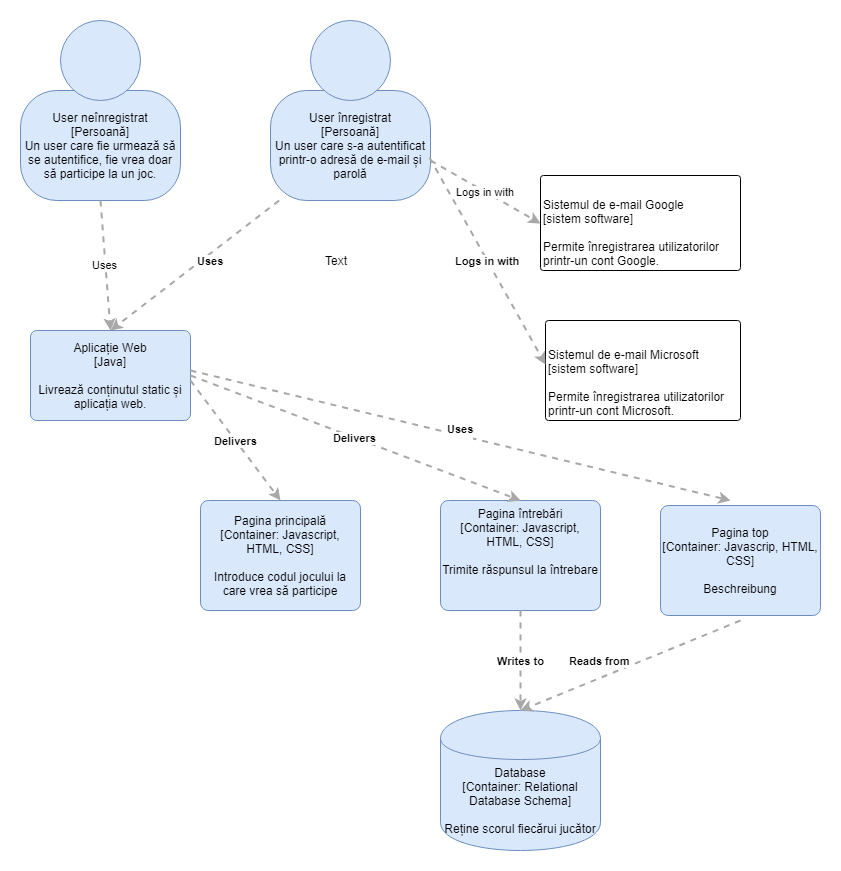 User neînregistrat
[Persoană]
Un user care fie urmează să
se autentifice, fie vrea doar
să participe la un joc.
User înregistrat
[Persoană]
Un user care s-a autentificat
printr-o adresă de e-mail și
parolă
Logs in with
Sistemul de e-mail Google
[sistem software]
Permite înregistrarea utilizatorilor
printr-un cont Google.
Uses
Uses
Text
Logs in with
Sistemul de e-mail Microsoft
[sistem software]
Permite înregistrarea utilizatorilor
printr-un cont Microsoft.
Aplicație Web
[Java]
Livrează conținutul static și
aplicația web.
Delivers
Delivers
Uses
Pagina principală
[Container: Javascript,
HTML, CSS]
Introduce codul jocului la
care vrea să participe
Pagina întrebări
[Container: Javascript,
HTML, CSS]
Trimite răspunsul la întrebare
Pagina top
[Container: Javascrip, HTML,
CSS]
Beschreibung
Writes to
Reads from
Database
[Container: Relational
Database Schema]
Reține scorul fiecărui jucător